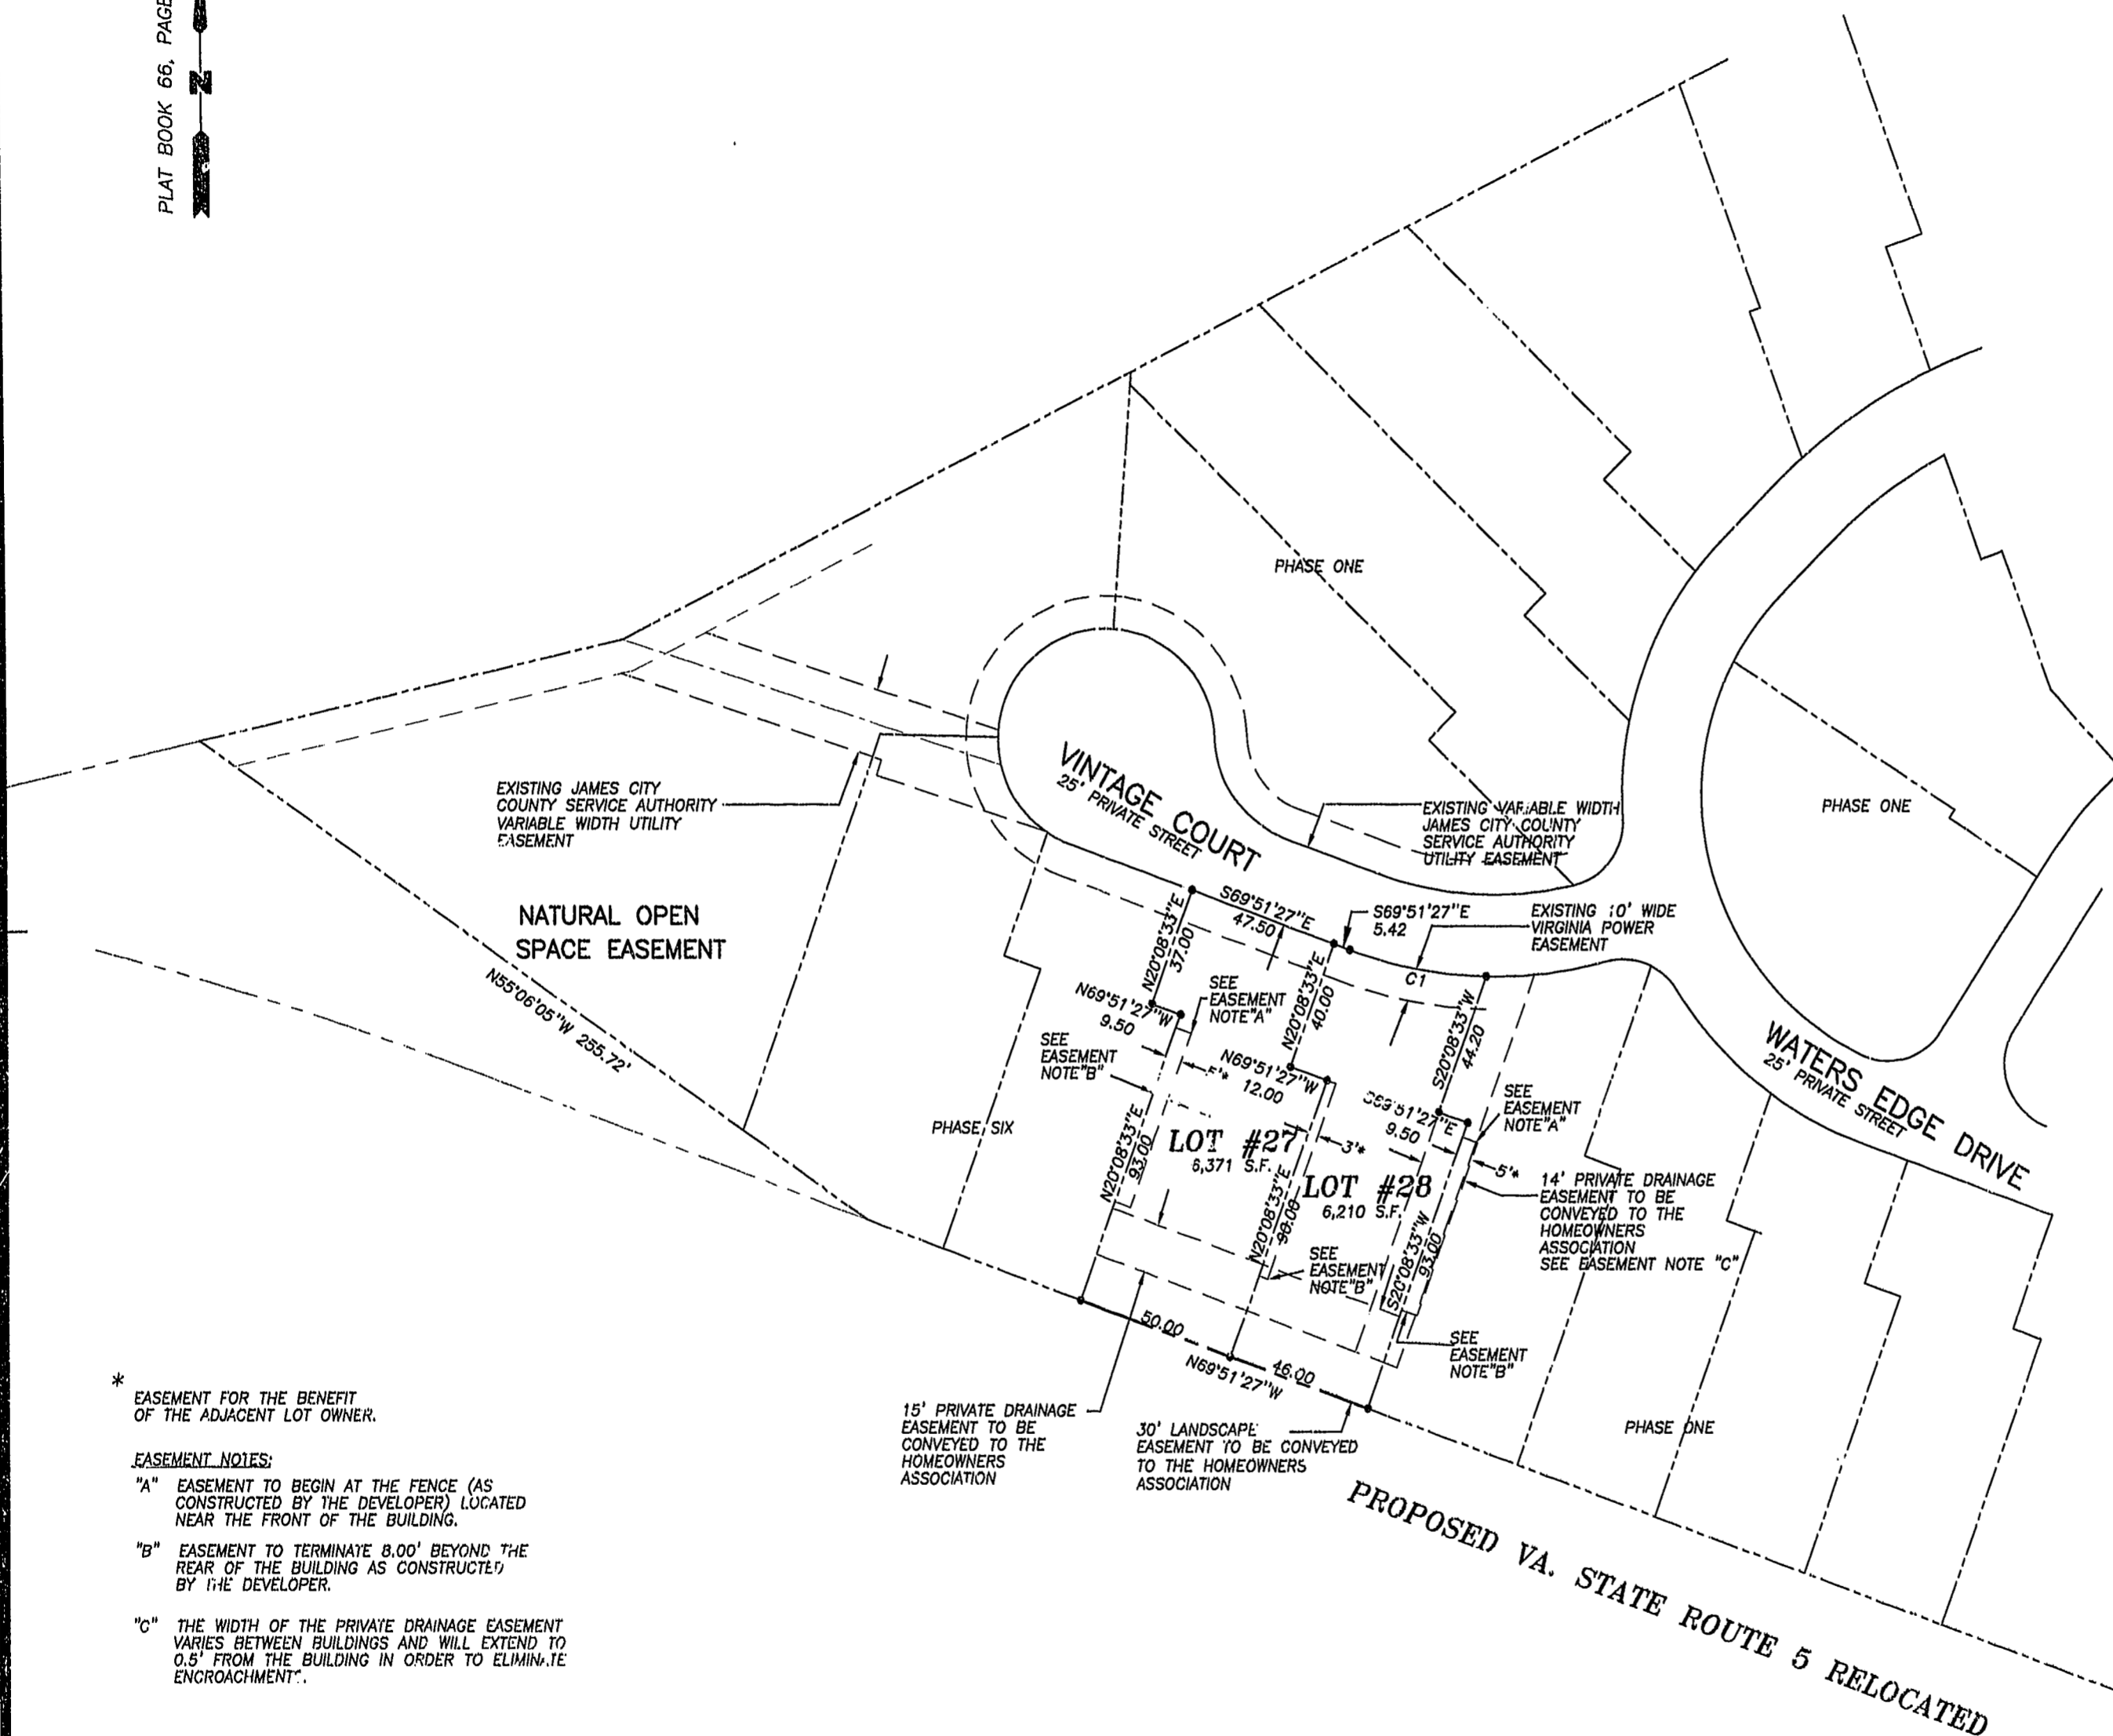 PLAT BOOK 66, PAGE
N
PHASE ONE
VINTAGE COURT
25' PRIVATE STREET
EXISTING JAMES CITY
COUNTY SERVICE AUTHORITY
VARIABLE WIDTH UTILITY
EASEMENT
EXISTING VARIABLE WIDTH
JAMES CITY COUNTY
SERVICE AUTHORITY
UTILITY EASEMENT
PHASE ONE
NATURAL OPEN
SPACE EASEMENT
N55°06'05"W 255.72'
S69°51'27"E
47.50
S69°51'27"E
5.42
EXISTING 10' WIDE
VIRGINIA POWER
EASEMENT
C1
N20°08'33"E
37.00
N69°51'27"W
9.50
SEE
EASEMENT
NOTE"A"
SEE
EASEMENT
NOTE"B"
5'*
N20°08'33"E
40.00
N69°51'27"W
12.00
S20°08'33"W
44.20
S69°51'27"E
9.50
SEE
EASEMENT
NOTE"A"
5'*
WATERS EDGE DRIVE
25' PRIVATE STREET
PHASE SIX
N20°08'33"E
93.00
LOT #27
6,371 S.F.
3'*
N20°08'33"E
90.00
LOT #28
6,210 S.F.
S20°08'33"W
93.00
14' PRIVATE DRAINAGE
EASEMENT TO BE
CONVEYED TO THE
HOMEOWNERS
ASSOCIATION
SEE EASEMENT NOTE "C"
SEE
EASEMENT
NOTE"B"
SEE
EASEMENT
NOTE"B"
50.00
46.00
N69°51'27"W
15' PRIVATE DRAINAGE
EASEMENT TO BE
CONVEYED TO THE
HOMEOWNERS
ASSOCIATION
30' LANDSCAPE
EASEMENT TO BE CONVEYED
TO THE HOMEOWNERS
ASSOCIATION
PHASE ONE
PROPOSED VA. STATE ROUTE 5 RELOCATED
*
EASEMENT FOR THE BENEFIT
OF THE ADJACENT LOT OWNER.
EASEMENT NOTES:
"A" EASEMENT TO BEGIN AT THE FENCE (AS
CONSTRUCTED BY THE DEVELOPER) LOCATED
NEAR THE FRONT OF THE BUILDING.
"B" EASEMENT TO TERMINATE 8.00' BEYOND THE
REAR OF THE BUILDING AS CONSTRUCTED
BY THE DEVELOPER.
"C" THE WIDTH OF THE PRIVATE DRAINAGE EASEMENT
VARIES BETWEEN BUILDINGS AND WILL EXTEND TO
0.5' FROM THE BUILDING IN ORDER TO ELIMINATE
ENCROACHMENTS.